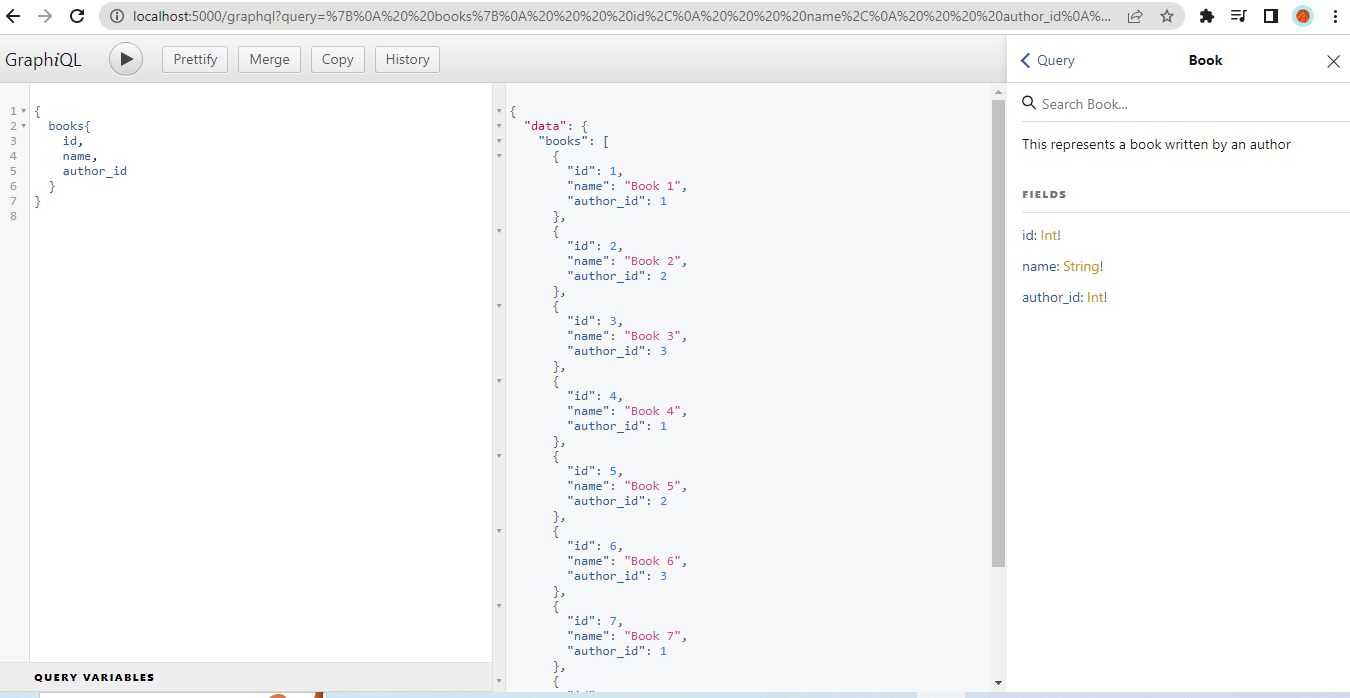 localhost:5000/graphql?query=%7B%0A%20%20books%7B%0A%20%20%20%20id%2C%0A%20%20%20%20name%2C%0A%20%20%20%20author_id%0A%...
GraphiQL Prettify Merge Copy History
Query Book
Search Book...
This represents a book written by an author
FIELDS
id: Int!
name: String!
author_id: Int!
1 {
2 books{
3 id,
4 name,
5 author_id
6 }
7 }
8
{
"data": {
"books": [
{
"id": 1,
"name": "Book 1",
"author_id": 1
},
{
"id": 2,
"name": "Book 2",
"author_id": 2
},
{
"id": 3,
"name": "Book 3",
"author_id": 3
},
{
"id": 4,
"name": "Book 4",
"author_id": 1
},
{
"id": 5,
"name": "Book 5",
"author_id": 2
},
{
"id": 6,
"name": "Book 6",
"author_id": 3
},
{
"id": 7,
"name": "Book 7",
"author_id": 1
},
{
QUERY VARIABLES